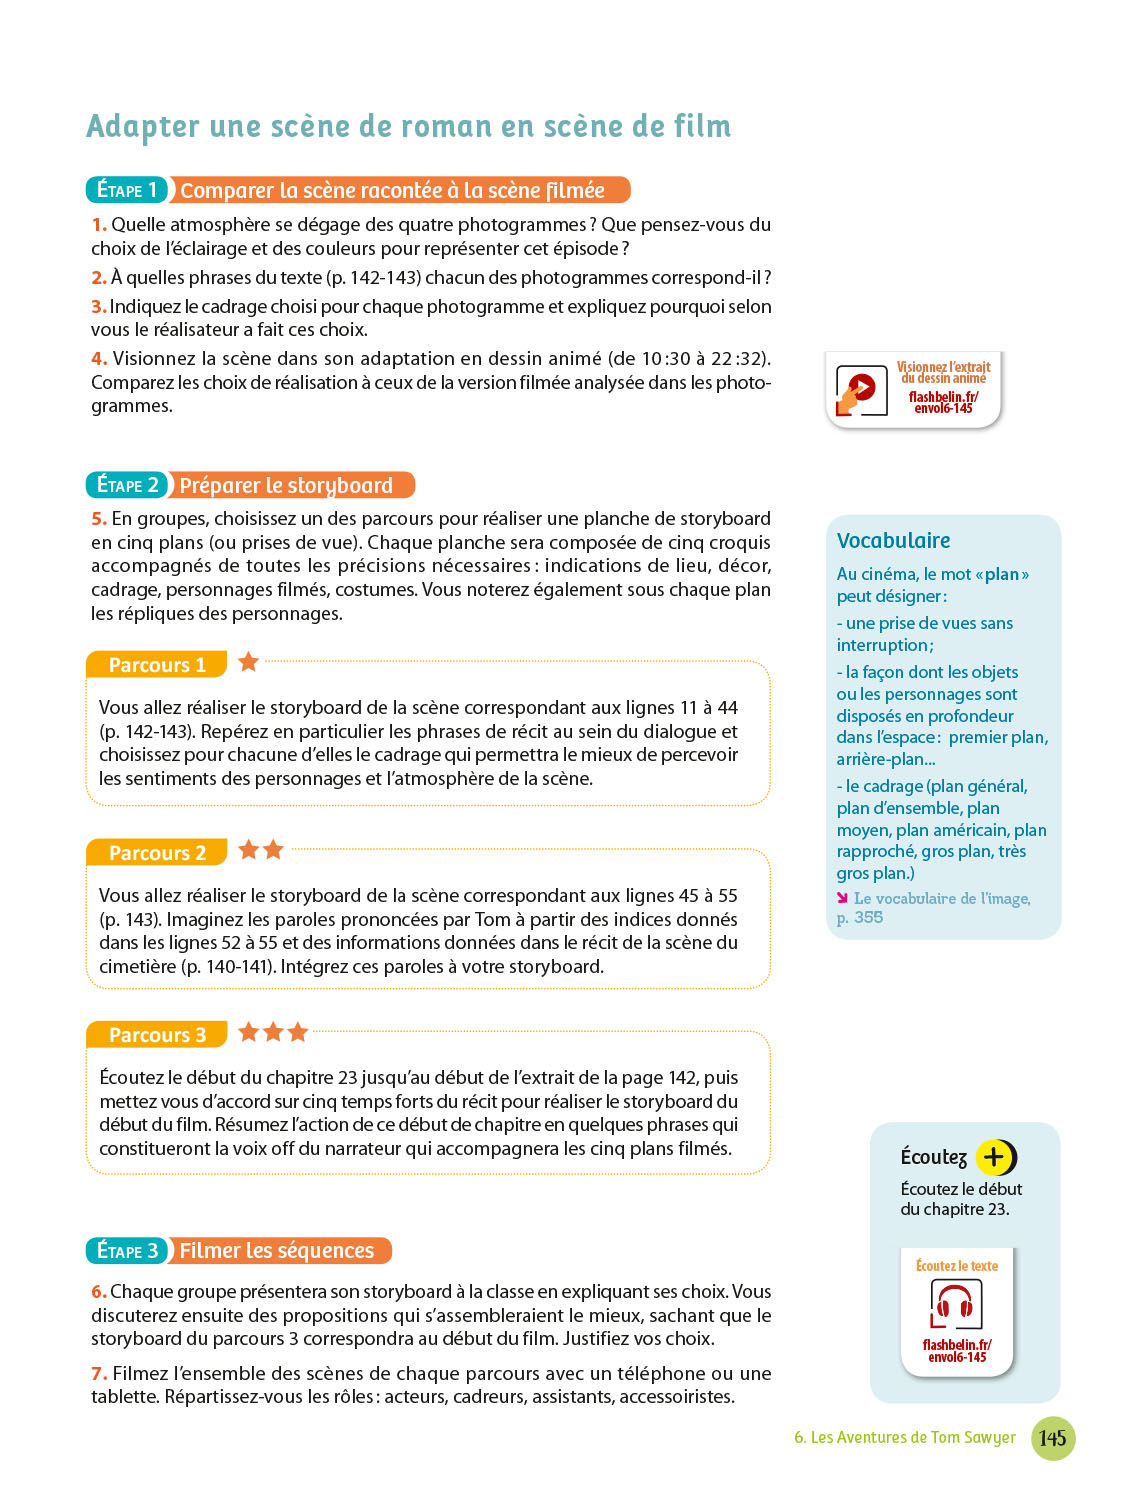 Adapter une scène de roman en scène de film
ÉTAPE 1 Comparer la scène racontée à la scène filmée
1. Quelle atmosphère se dégage des quatre photogrammes ? Que pensez-vous du
choix de l'éclairage et des couleurs pour représenter cet épisode ?
2. À quelles phrases du texte (p. 142-143) chacun des photogrammes correspond-il ?
3. Indiquez le cadrage choisi pour chaque photogramme et expliquez pourquoi selon
vous le réalisateur a fait ces choix.
4. Visionnez la scène dans son adaptation en dessin animé (de 10 :30 à 22 :32).
Comparez les choix de réalisation à ceux de la version filmée analysée dans les photo-
grammes.
Visionnez l'extrait
du dessin animé
flashbelin.fr/
envol6-145
ÉTAPE 2 Préparer le storyboard
5. En groupes, choisissez un des parcours pour réaliser une planche de storyboard
en cinq plans (ou prises de vue). Chaque planche sera composée de cinq croquis
accompagnés de toutes les précisions nécessaires : indications de lieu, décor,
cadrage, personnages filmés, costumes. Vous noterez également sous chaque plan
les répliques des personnages.
Parcours 1
Vous allez réaliser le storyboard de la scène correspondant aux lignes 11 à 44
(p. 142-143). Repérez en particulier les phrases de récit au sein du dialogue et
choisissez pour chacune d'elles le cadrage qui permettra le mieux de percevoir
les sentiments des personnages et l'atmosphère de la scène.
Parcours 2
Vous allez réaliser le storyboard de la scène correspondant aux lignes 45 à 55
(p. 143). Imaginez les paroles prononcées par Tom à partir des indices donnés
dans les lignes 52 à 55 et des informations données dans le récit de la scène du
cimetière (p. 140-141). Intégrez ces paroles à votre storyboard.
Parcours 3
Écoutez le début du chapitre 23 jusqu'au début de l'extrait de la page 142, puis
mettez vous d'accord sur cinq temps forts du récit pour réaliser le storyboard du
début du film. Résumez l'action de ce début de chapitre en quelques phrases qui
constitueront la voix off du narrateur qui accompagnera les cinq plans filmés.
Vocabulaire
Au cinéma, le mot « plan »
peut désigner :
- une prise de vues sans
interruption ;
- la façon dont les objets
ou les personnages sont
disposés en profondeur
dans l'espace : premier plan,
arrière-plan...
- le cadrage (plan général,
plan d'ensemble, plan
moyen, plan américain, plan
rapproché, gros plan, très
gros plan.)
Le vocabulaire de l'image,
p. 355
Écoutez +
Écoutez le début
du chapitre 23.
Écoutez le texte
flashbelin.fr/
envol6-145
ÉTAPE 3 Filmer les séquences
6. Chaque groupe présentera son storyboard à la classe en expliquant ses choix. Vous
discuterez ensuite des propositions qui s'assembleraient le mieux, sachant que le
storyboard du parcours 3 correspondra au début du film. Justifiez vos choix.
7. Filmez l'ensemble des scènes de chaque parcours avec un téléphone ou une
tablette. Répartissez-vous les rôles : acteurs, cadreurs, assistants, accessoiristes.
6. Les Aventures de Tom Sawyer 145